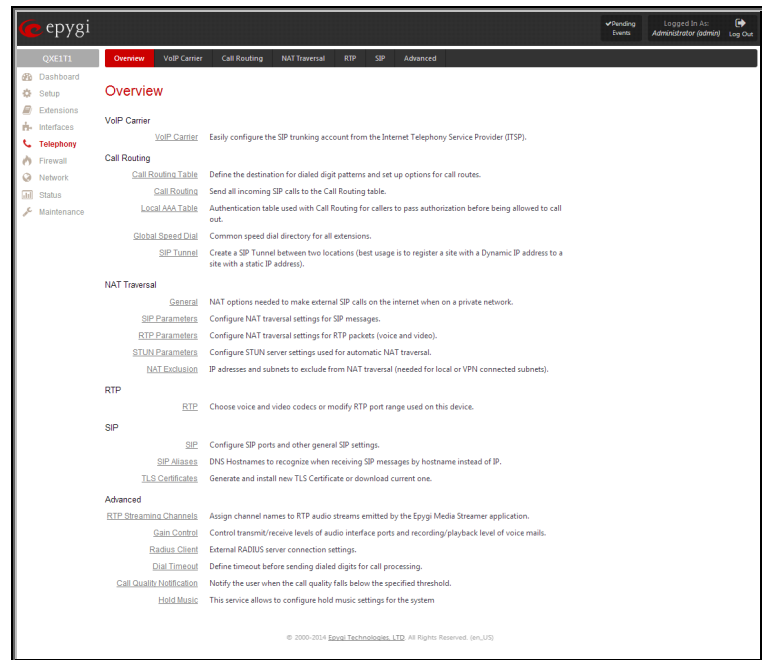 epygi
Pending Events
Logged In As:
Administrator (admin)
Log Out
QXE1T1
Overview
VoIP Carrier
Call Routing
NAT Traversal
RTP
SIP
Advanced
Dashboard
Setup
Extensions
Interfaces
Telephony
Firewall
Network
Status
Maintenance
Overview
VoIP Carrier
VoIP Carrier Easily configure the SIP trunking account from the Internet Telephony Service Provider (ITSP).
Call Routing
Call Routing Table Define the destination for dialed digit patterns and set up options for call routes.
Call Routing Send all incoming SIP calls to the Call Routing table.
Local AAA Table Authentication table used with Call Routing for callers to pass authorization before being allowed to call
out.
Global Speed Dial Common speed dial directory for all extensions.
SIP Tunnel Create a SIP Tunnel between two locations (best usage is to register a site with a Dynamic IP address to a
site with a static IP address).
NAT Traversal
General NAT options needed to make external SIP calls on the internet when on a private network.
SIP Parameters Configure NAT traversal settings for SIP messages.
RTP Parameters Configure NAT traversal settings for RTP packets (voice and video).
STUN Parameters Configure STUN server settings used for automatic NAT traversal.
NAT Exclusion IP adresses and subnets to exclude from NAT traversal (needed for local or VPN connected subnets).
RTP
RTP Choose voice and video codecs or modify RTP port range used on this device.
SIP
SIP Configure SIP ports and other general SIP settings.
SIP Aliases DNS Hostnames to recognize when receiving SIP messages by hostname instead of IP.
TLS Certificates Generate and install new TLS Certificate or download current one.
Advanced
RTP Streaming Channels Assign channel names to RTP audio streams emitted by the Epygi Media Streamer application.
Gain Control Control transmit/receive levels of audio interface ports and recording/playback level of voice mails.
Radius Client External RADIUS server connection settings.
Dial Timeout Define timeout before sending dialed digits for call processing.
Call Quality Notification Notify the user when the call quality falls below the specified threshold.
Hold Music This service allows to configure hold music settings for the system
© 2000-2014 Epygi Technologies, LTD. All Rights Reserved. (en_US)